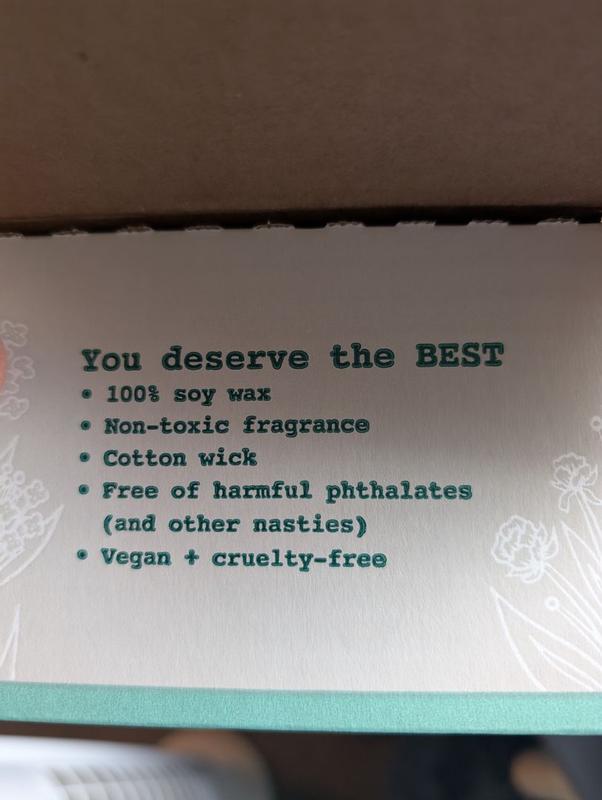 You deserve the BEST
• 100% soy wax
• Non-toxic fragrance
• Cotton wick
• Free of harmful phthalates
(and other nasties)
• Vegan + cruelty-free